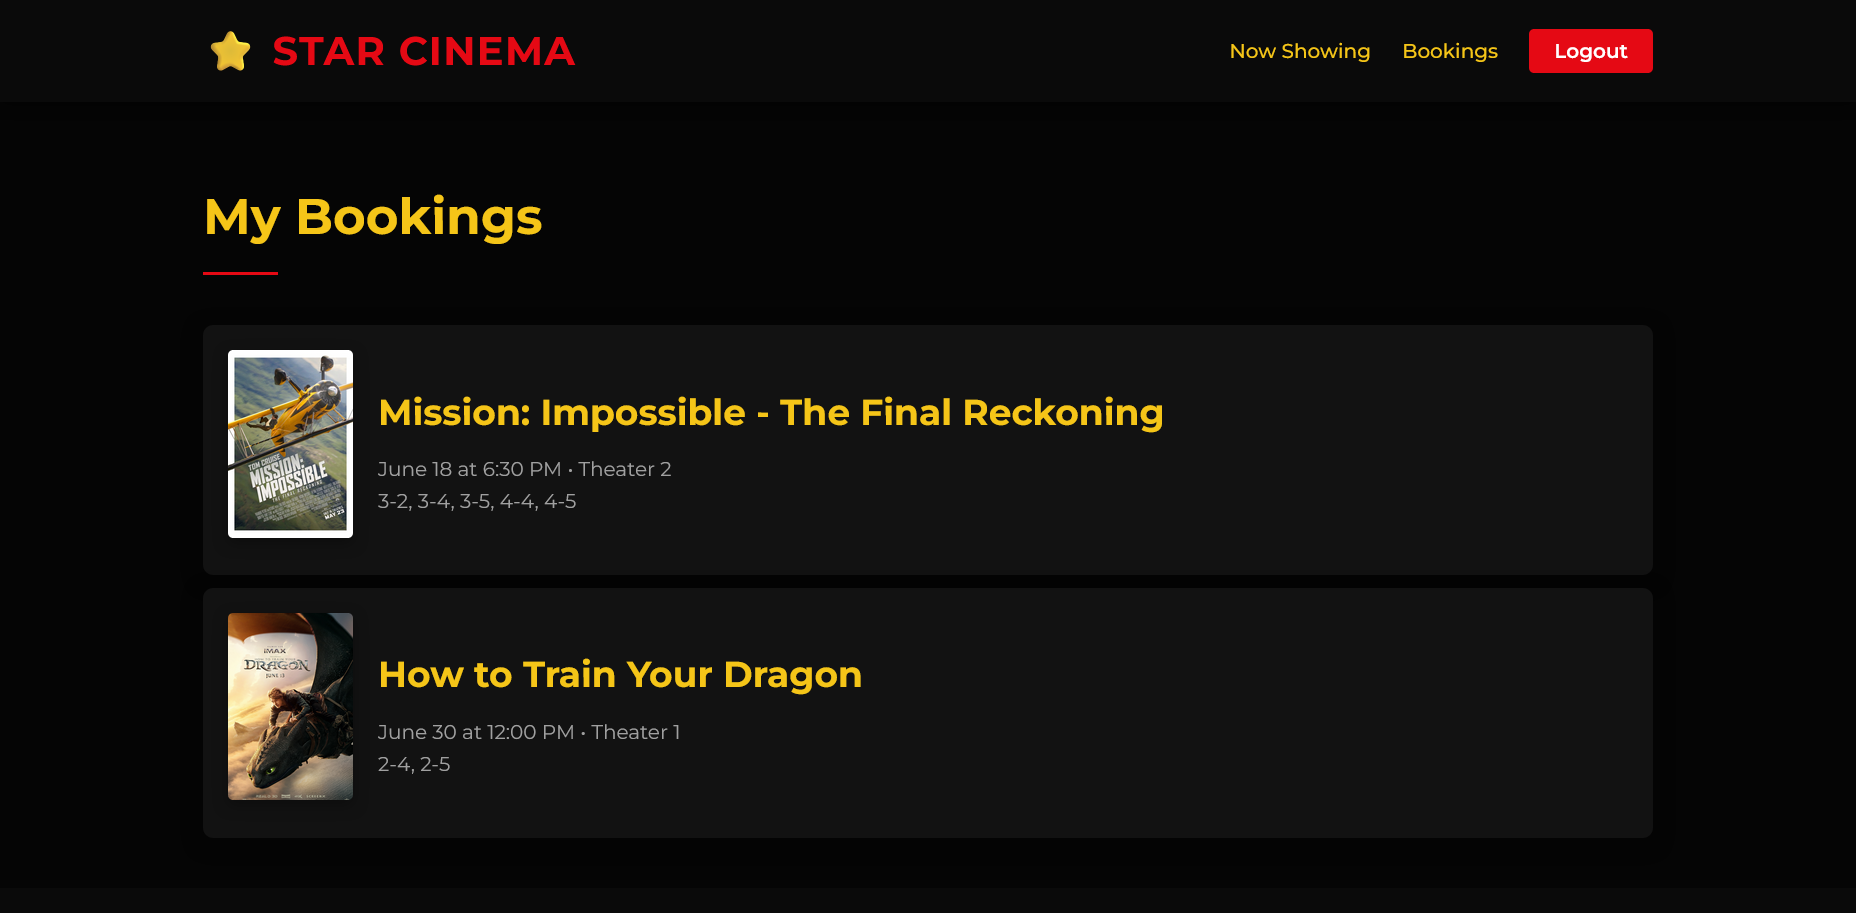 STAR CINEMA
Now Showing
Bookings
Logout
My Bookings
TOM CRUISE
MISSION:
IMPOSSIBLE
THE FINAL RECKONING
MAY 23
Mission: Impossible - The Final Reckoning
June 18 at 6:30 PM • Theater 2
3-2, 3-4, 3-5, 4-4, 4-5
IMAX
DRAGON
JUNE 13
How to Train Your Dragon
June 30 at 12:00 PM • Theater 1
2-4, 2-5